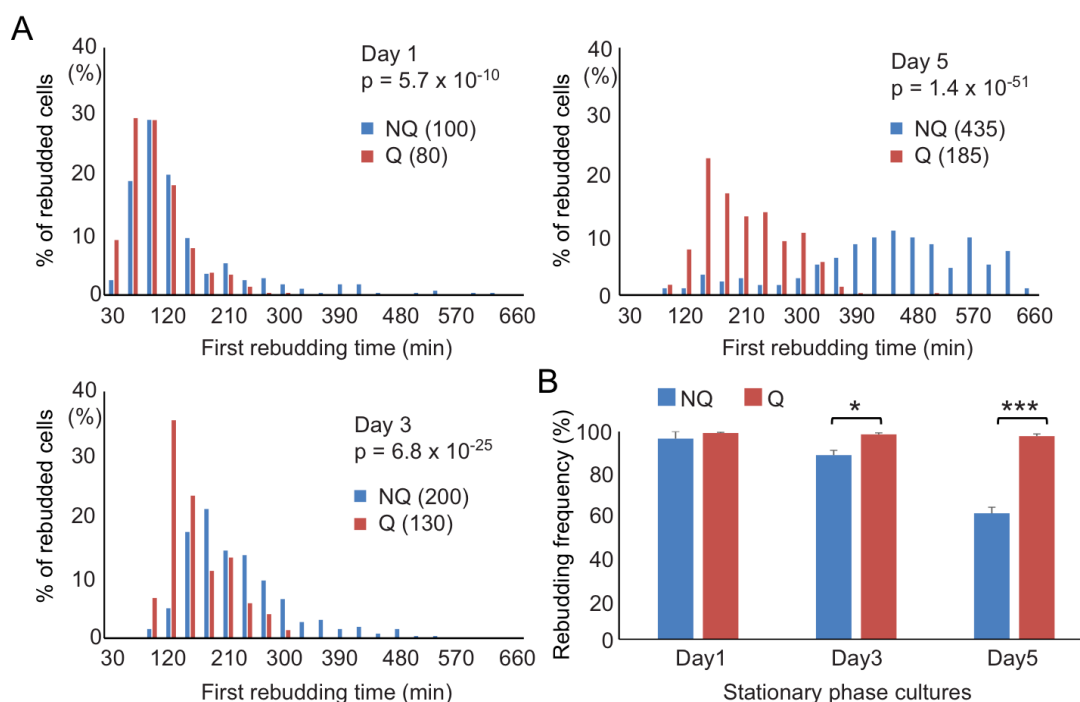 A
% of rebudded cells
40
(%)
30
20
10
0
Day 1
p = 5.7 x 10-10
NQ (100)
Q (80)
30 120 210 300 390 480 570 660
First rebudding time (min)
% of rebudded cells
40
(%)
30
20
10
0
Day 5
p = 1.4 x 10-51
NQ (435)
Q (185)
30 120 210 300 390 480 570 660
First rebudding time (min)
% of rebudded cells
40
(%)
30
20
10
0
Day 3
p = 6.8 x 10-25
NQ (200)
Q (130)
30 120 210 300 390 480 570 660
First rebudding time (min)
B
NQ Q
Rebudding frequency (%)
100
80
60
40
20
0
*
***
Day1 Day3 Day5
Stationary phase cultures